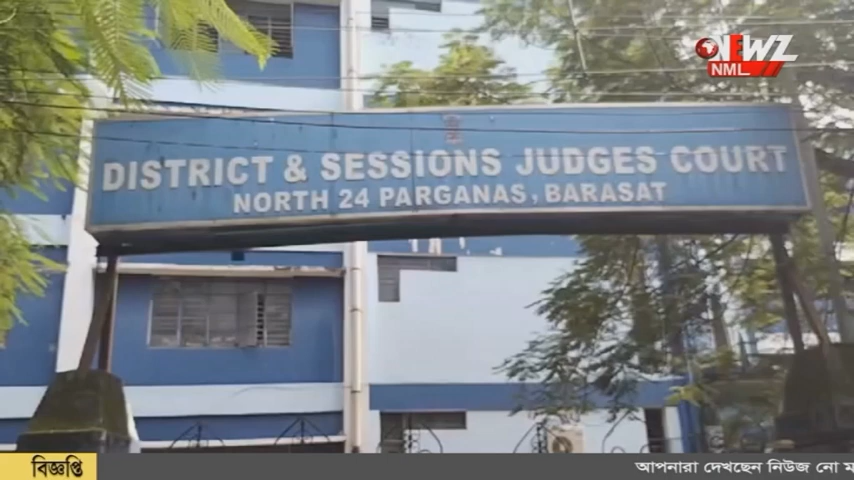 NEWZ
NML
DISTRICT & SESSIONS JUDGES COURT
NORTH 24 PARGANAS, BARASAT
বিজ্ঞপ্তি
আপনারা দেখছেন নিউজ নো